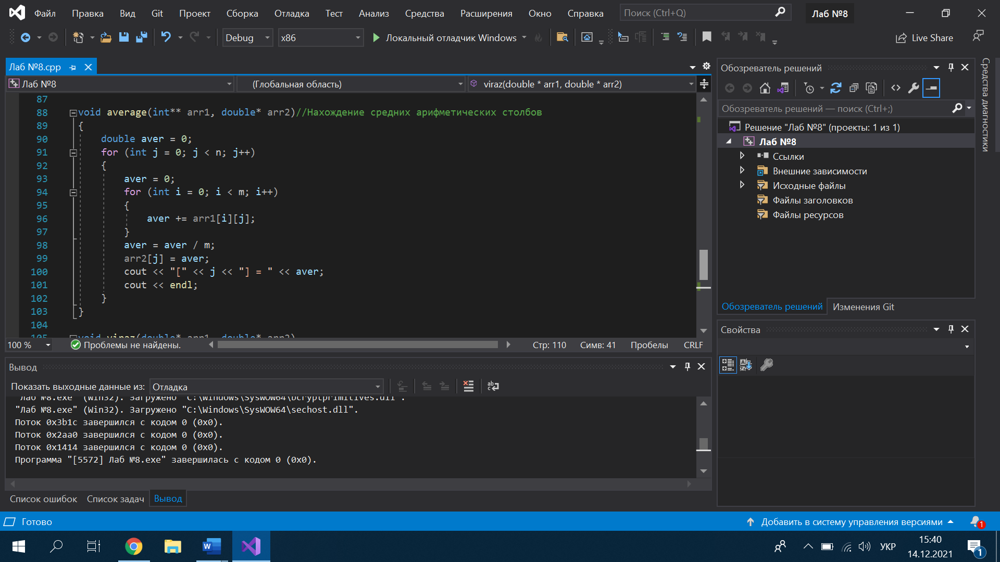 Файл Правка Вид Git Проект Сборка Отладка Тест Анализ Средства Расширения Окно Справка Поиск (Ctrl+Q) Лаб №8
Debug x86 Локальный отладчик Windows Live Share
Лаб №8.cpp
Лаб №8 (Глобальная область) viraz(double * arr1, double * arr2)
87
88 void average(int** arr1, double* arr2)//Нахождение средних арифметических столбов
89 {
90 double aver = 0;
91 for (int j = 0; j < n; j++)
92 {
93 aver = 0;
94 for (int i = 0; i < m; i++)
95 {
96 aver += arr1[i][j];
97 }
98 aver = aver / m;
99 arr2[j] = aver;
100 cout << "[" << j << "] = " << aver;
101 cout << endl;
102 }
103 }
104
105 void viraz(double* arr1, double* arr2)
100 % Проблемы не найдены. Стр: 110 Симв: 41 Пробелы CRLF
Вывод
Показать выходные данные из: Отладка
"Лаб №8.exe" (Win32). Загружено "C:\Windows\SysWOW64\bcryptprimitives.dll".
"Лаб №8.exe" (Win32). Загружено "C:\Windows\SysWOW64\sechost.dll".
Поток 0x3b1c завершился с кодом 0 (0x0).
Поток 0x2aa0 завершился с кодом 0 (0x0).
Поток 0x1414 завершился с кодом 0 (0x0).
Программа "[5572] Лаб №8.exe" завершилась с кодом 0 (0x0).
Список ошибок Список задач Вывод
Обозреватель решений
Обозреватель решений — поиск (Ctrl+;)
Решение "Лаб №8" (проекты: 1 из 1)
Лаб №8
Ссылки
Внешние зависимости
Исходные файлы
Файлы заголовков
Файлы ресурсов
Обозреватель решений Изменения Git
Свойства
Средства диагностики
Готово Добавить в систему управления версиями 1
УКР 15:40
14.12.2021 1